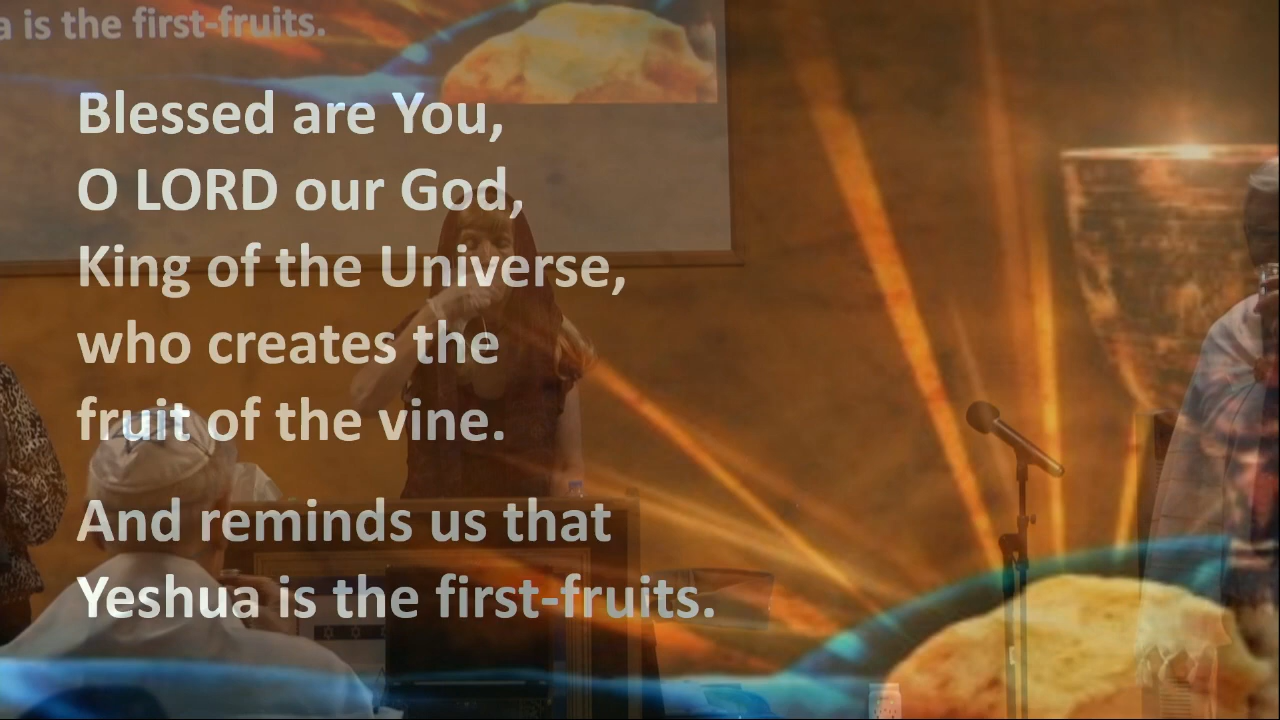 a is the first-fruits.
Blessed are You,
O LORD our God,
King of the Universe,
who creates the
fruit of the vine.
And reminds us that
Yeshua is the first-fruits.